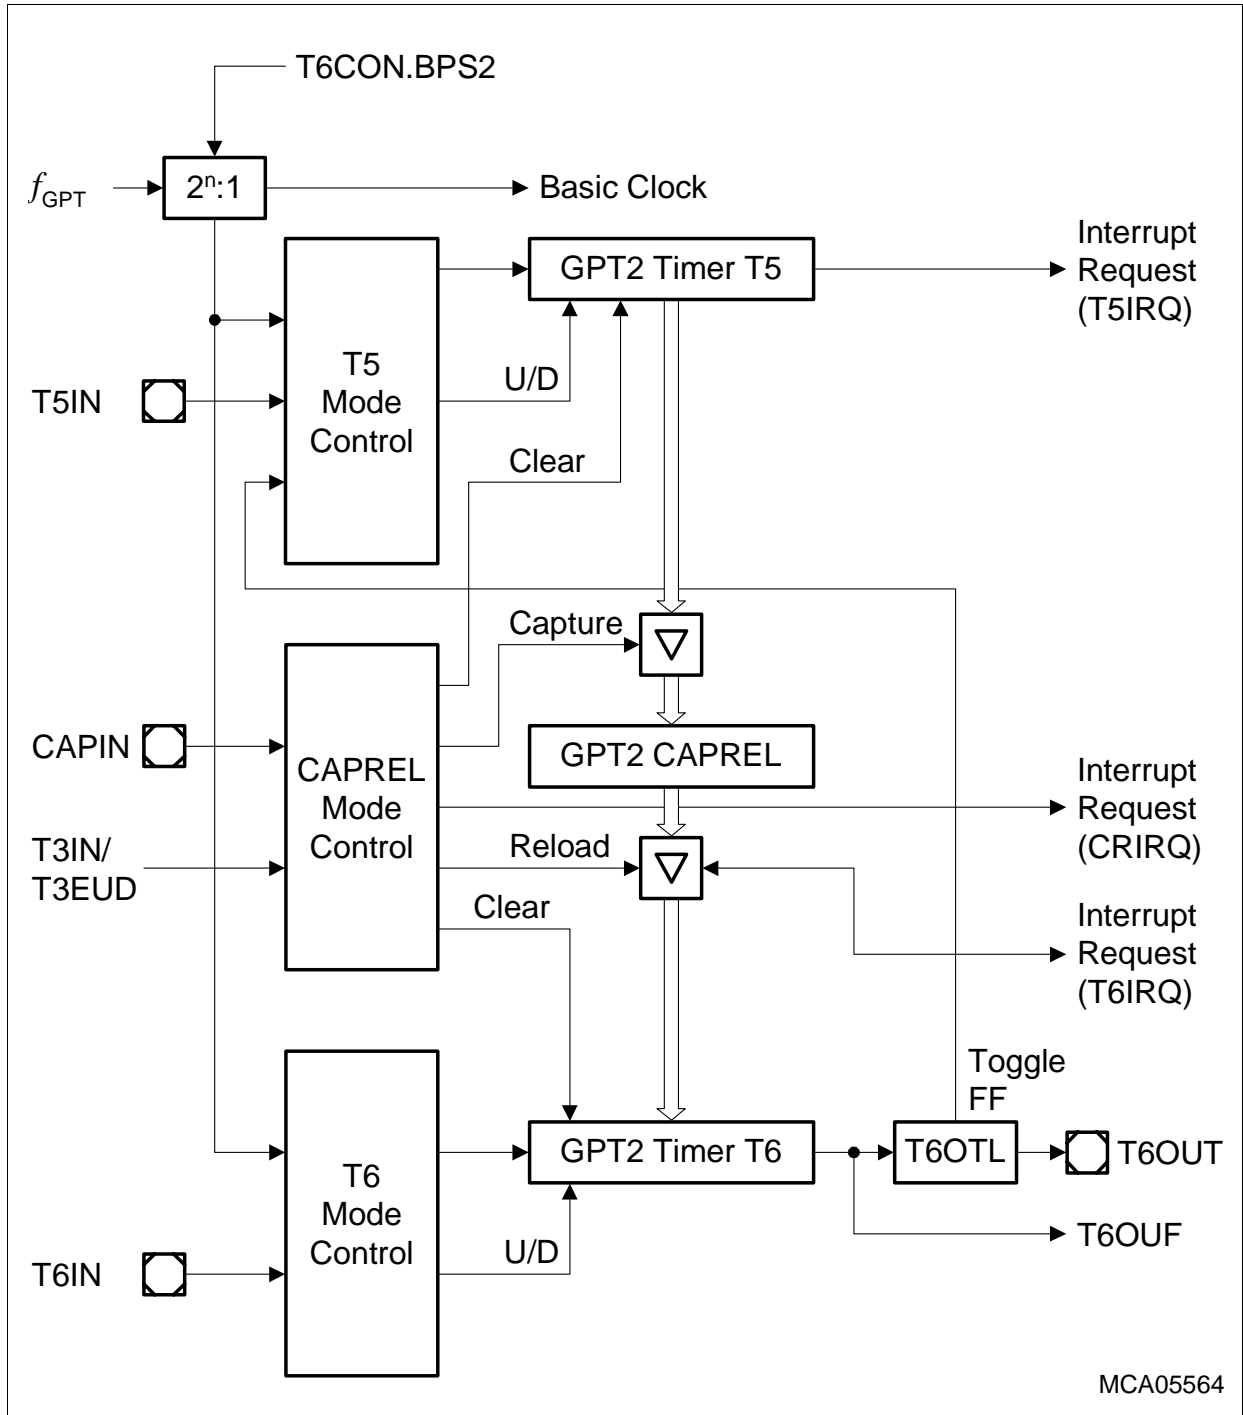 T6CON.BPS2
fGPT
2n:1
Basic Clock
Interrupt
Request
(T5IRQ)
GPT2 Timer T5
T5
Mode
Control
U/D
T5IN
Clear
Capture
CAPIN
CAPREL
Mode
Control
GPT2 CAPREL
Interrupt
Request
(CRIRQ)
T3IN/
T3EUD
Reload
Clear
Interrupt
Request
(T6IRQ)
Toggle
FF
T6
Mode
Control
GPT2 Timer T6
T6OTL
T6OUT
U/D
T6OUF
T6IN
MCA05564